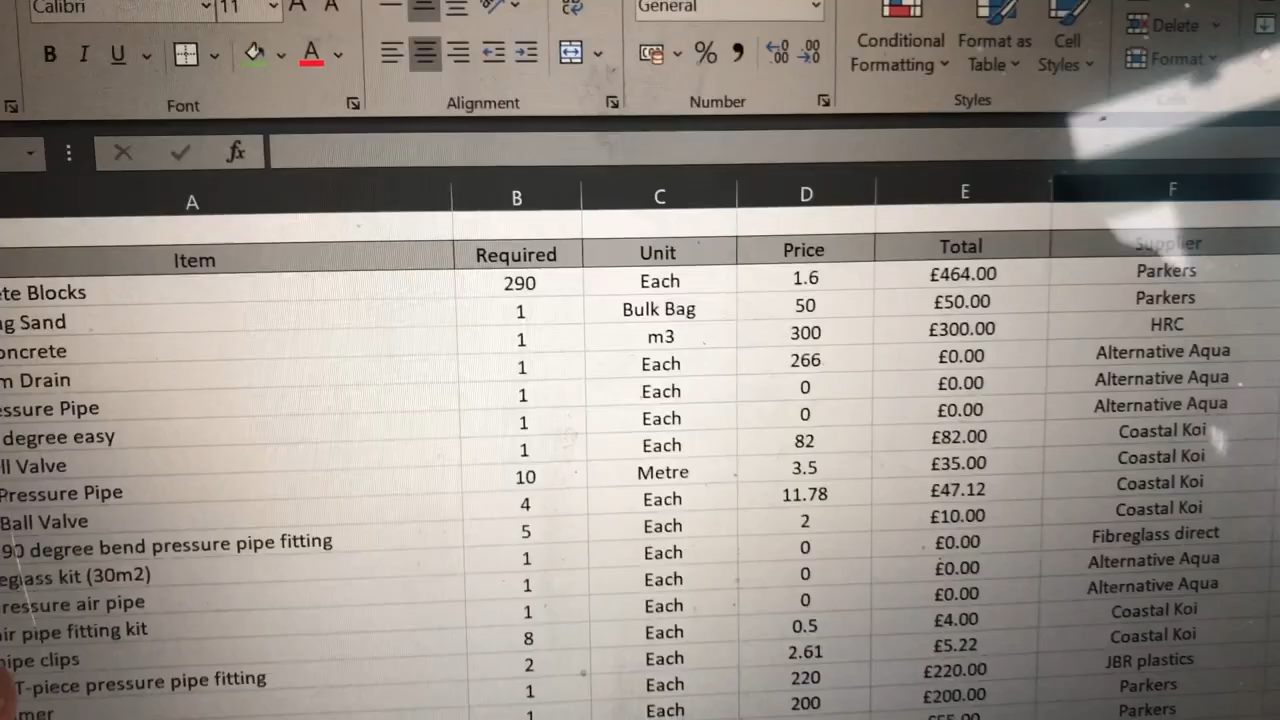 Calibri 11 A A General
B I U A % , Conditional Formatting Format as Table Cell Styles Delete Format
Font Alignment Number Styles
fx
A B C D E F
Item Required Unit Price Total Supplier
ete Blocks 290 Each 1.6 £464.00 Parkers
ng Sand 1 Bulk Bag 50 £50.00 Parkers
oncrete 1 m3 300 £300.00 HRC
m Drain 1 Each 266 £0.00 Alternative Aqua
essure Pipe 1 Each 0 £0.00 Alternative Aqua
degree easy 1 Each 0 £0.00 Alternative Aqua
ll Valve 1 Each 82 £82.00 Coastal Koi
Pressure Pipe 10 Metre 3.5 £35.00 Coastal Koi
Ball Valve 4 Each 11.78 £47.12 Coastal Koi
90 degree bend pressure pipe fitting 5 Each 2 £10.00 Coastal Koi
eglass kit (30m2) 1 Each 0 £0.00 Fibreglass direct
ressure air pipe 1 Each 0 £0.00 Alternative Aqua
air pipe fitting kit 1 Each 0 £0.00 Alternative Aqua
pipe clips 8 Each 0.5 £4.00 Coastal Koi
T-piece pressure pipe fitting 2 Each 2.61 £5.22 Coastal Koi
mer 1 Each 220 £220.00 JBR plastics
1 Each 200 £200.00 Parkers
Parkers